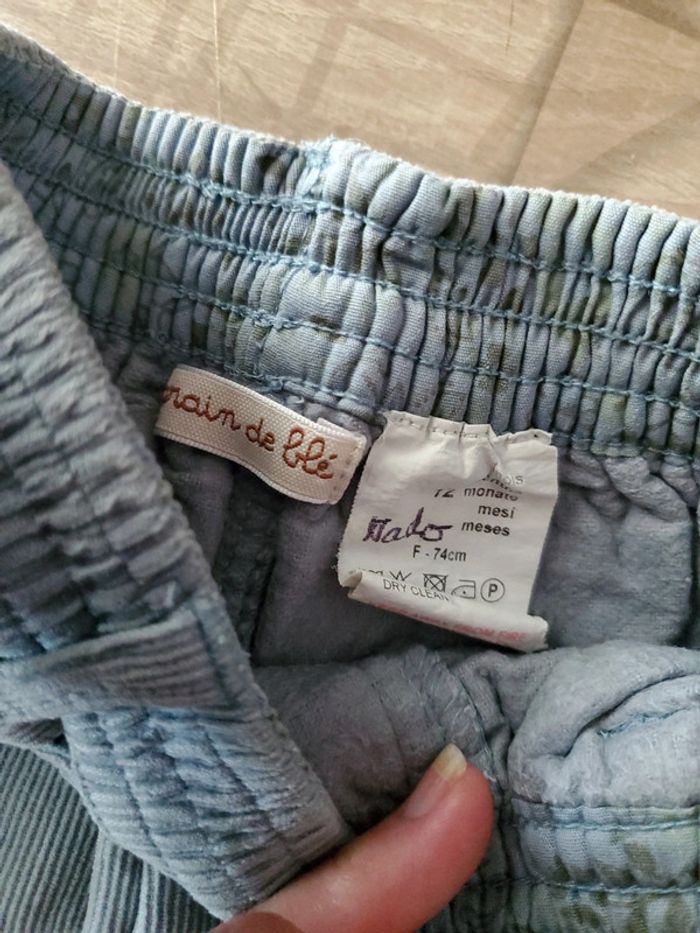 rain de blé
12 monate
mesi
meses
F - 74cm
DRY CLEAN
P